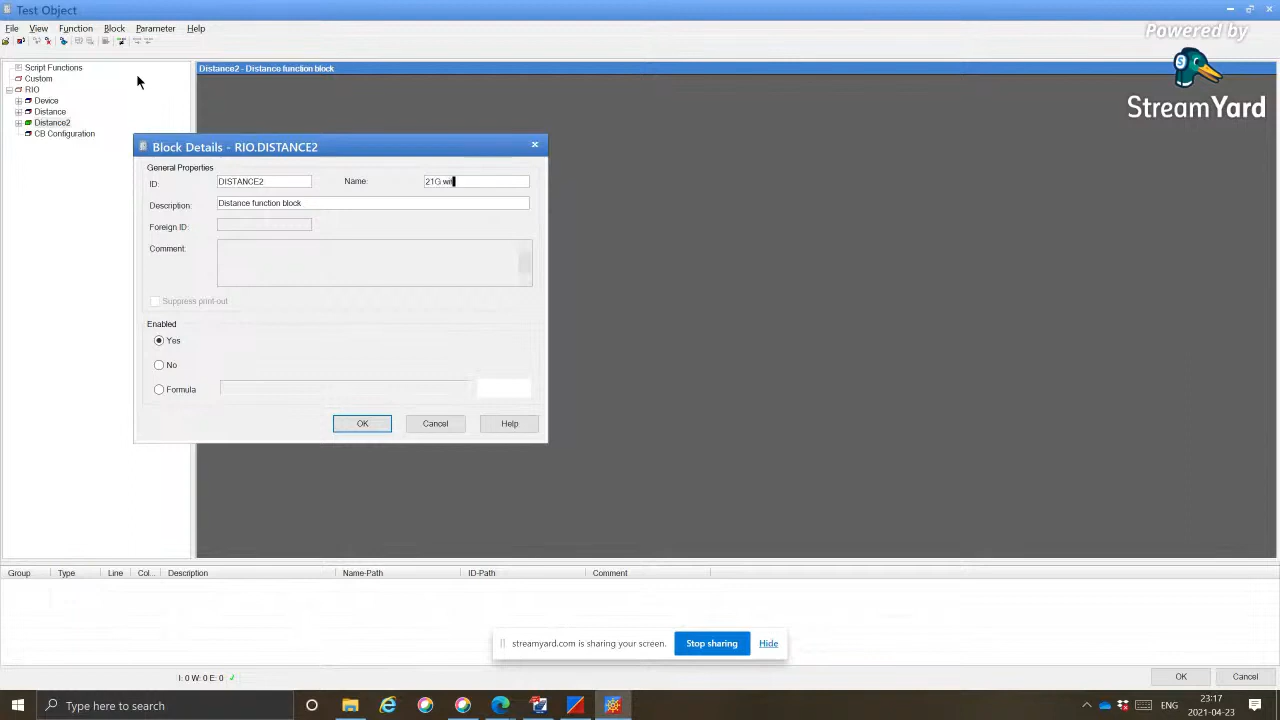 Test Object
File View Function Block Parameter Help
Powered by
StreamYard
Script Functions
Custom
RIO
Device
Distance
Distance2
CB Configuration
Distance2 - Distance function block
Block Details - RIO.DISTANCE2
General Properties
ID: DISTANCE2 Name: 21G wit
Description: Distance function block
Foreign ID:
Comment:
Suppress print-out
Enabled
Yes
No
Formula
OK Cancel Help
Group Type Line Col... Description Name-Path ID-Path Comment
streamyard.com is sharing your screen. Stop sharing Hide
I: 0 W: 0 E: 0 OK Cancel
Type here to search ENG 23:17
2021-04-23